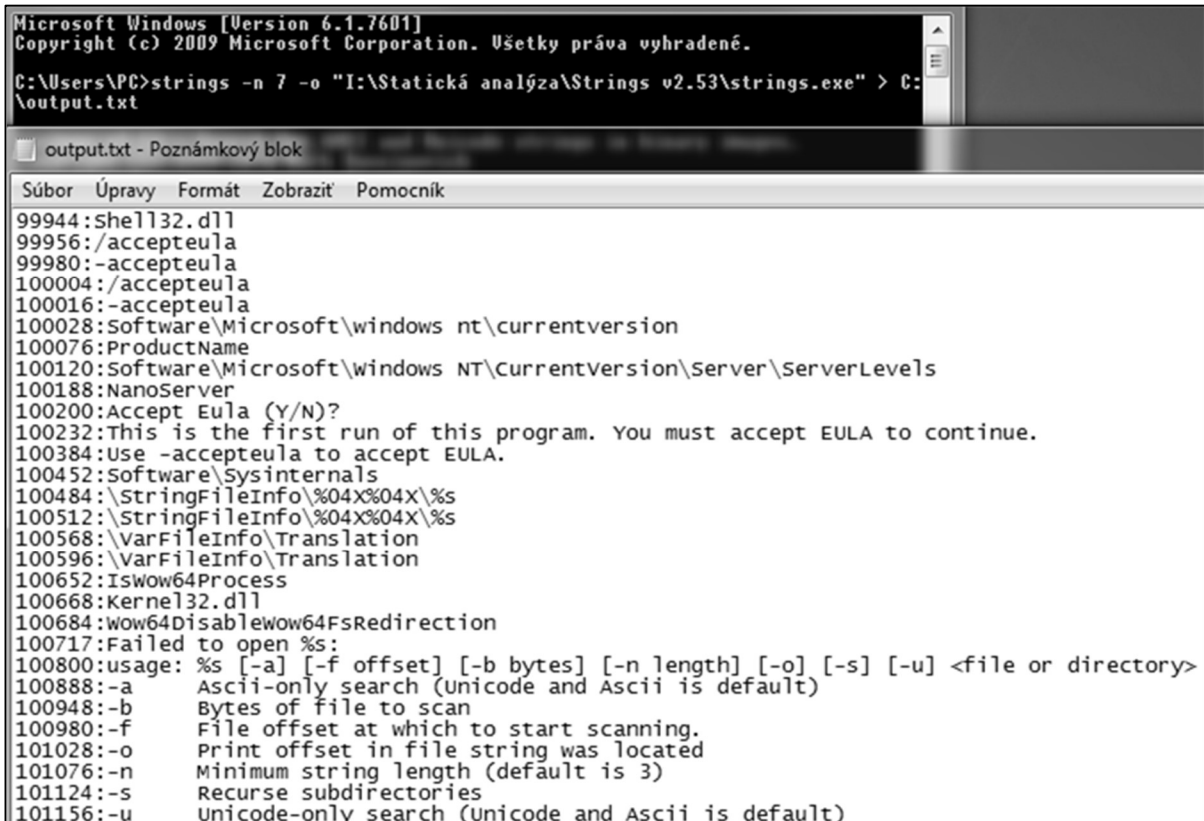 Microsoft Windows [Version 6.1.7601]
Copyright (c) 2009 Microsoft Corporation. Všetky práva vyhradené.
C:\Users\PC>strings -n 7 -o "I:\Statická analýza\Strings v2.53\strings.exe" > C:
\output.txt
output.txt - Poznámkový blok
Súbor Úpravy Formát Zobraziť Pomocník
99944:Shell32.dll
99956:/accepteula
99980:-accepteula
100004:/accepteula
100016:-accepteula
100028:Software\Microsoft\windows nt\currentversion
100076:ProductName
100120:Software\Microsoft\Windows NT\CurrentVersion\Server\ServerLevels
100188:NanoServer
100200:Accept Eula (Y/N)?
100232:This is the first run of this program. You must accept EULA to continue.
100384:Use -accepteula to accept EULA.
100452:Software\Sysinternals
100484:\StringFileInfo\%04X%04X\%s
100512:\StringFileInfo\%04X%04X\%s
100568:\VarFileInfo\Translation
100596:\VarFileInfo\Translation
100652:IsWow64Process
100668:Kernel32.dll
100684:Wow64DisableWow64FsRedirection
100717:Failed to open %s:
100800:usage: %s [-a] [-f offset] [-b bytes] [-n length] [-o] [-s] [-u] <file or directory>
100888:-a Ascii-only search (Unicode and Ascii is default)
100948:-b Bytes of file to scan
100980:-f File offset at which to start scanning.
101028:-o Print offset in file string was located
101076:-n Minimum string length (default is 3)
101124:-s Recurse subdirectories
101156:-u Unicode-only search (Unicode and Ascii is default)